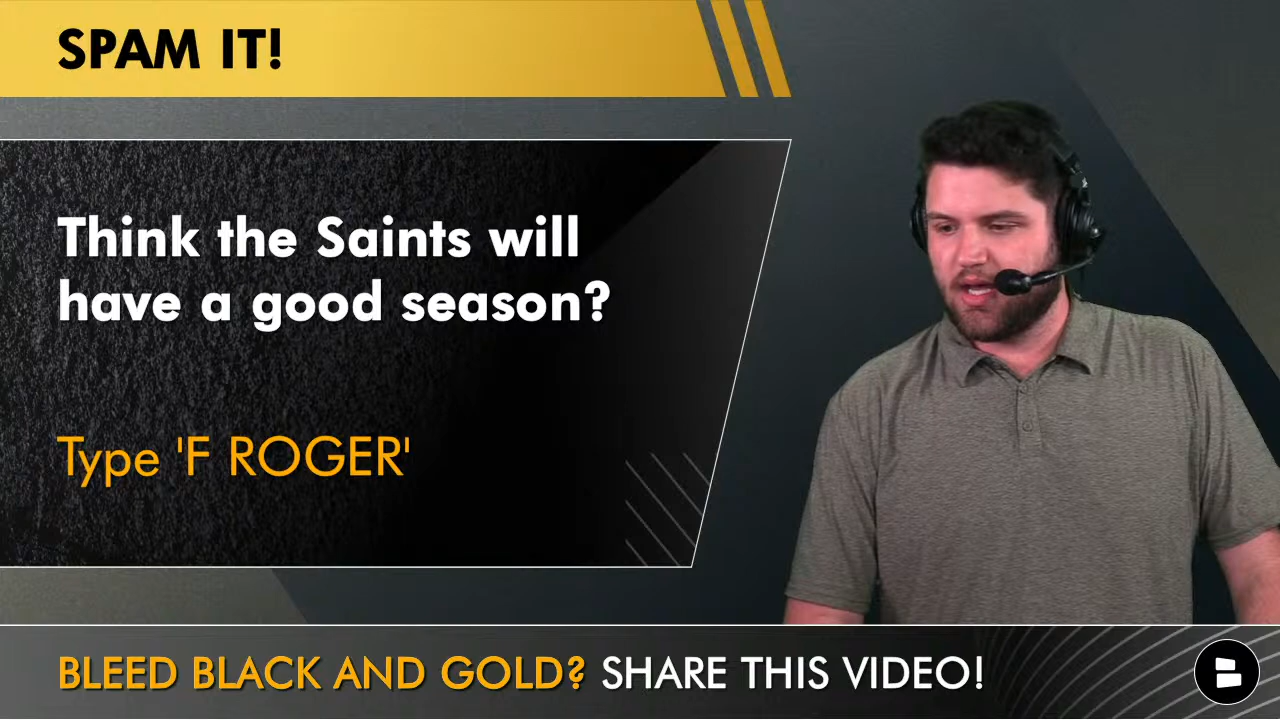 SPAM IT!
Think the Saints will
have a good season?
Type 'F ROGER'
BLEED BLACK AND GOLD? SHARE THIS VIDEO!